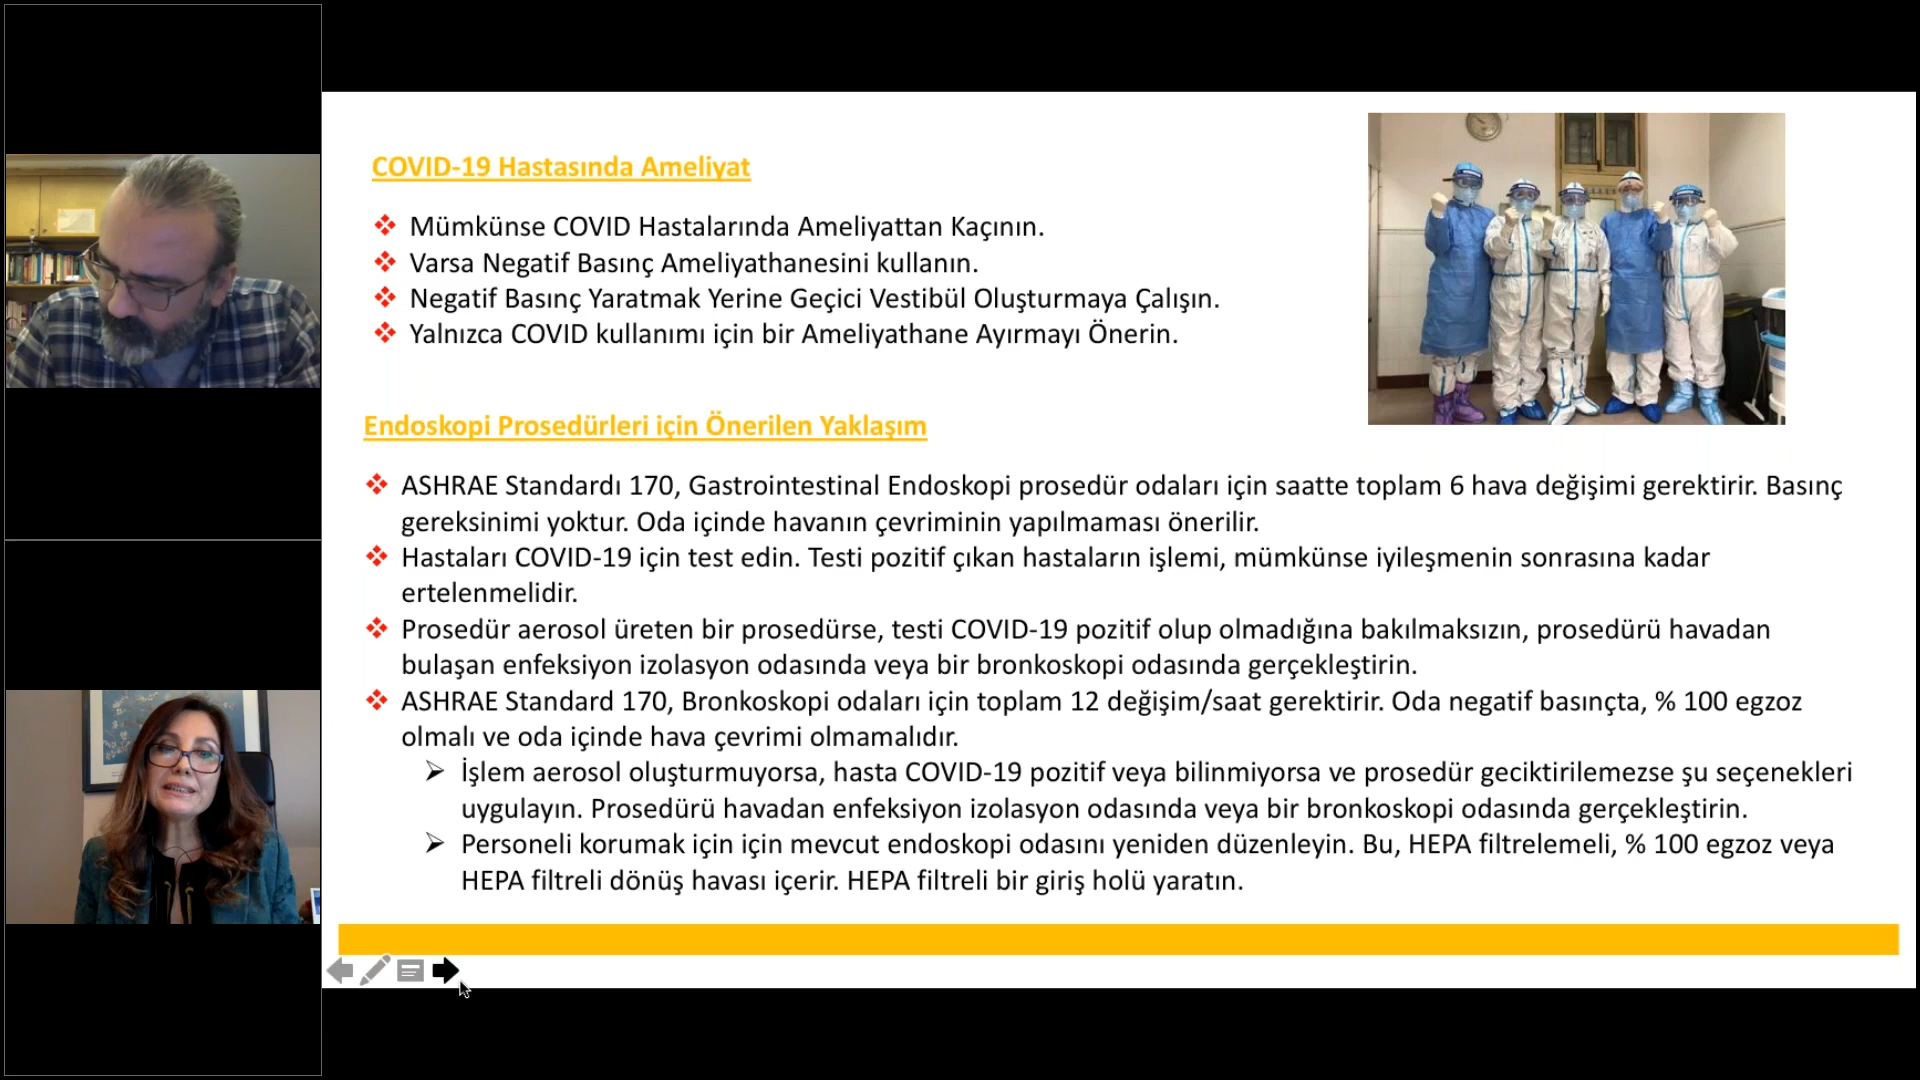 COVID-19 Hastasında Ameliyat
Mümkünse COVID Hastalarında Ameliyattan Kaçının.
Varsa Negatif Basınç Ameliyathanesini kullanın.
Negatif Basınç Yaratmak Yerine Geçici Vestibül Oluşturmaya Çalışın.
Yalnızca COVID kullanımı için bir Ameliyathane Ayırmayı Önerin.
Endoskopi Prosedürleri için Önerilen Yaklaşım
ASHRAE Standardı 170, Gastrointestinal Endoskopi prosedür odaları için saatte toplam 6 hava değişimi gerektirir. Basınç
gereksinimi yoktur. Oda içinde havanın çevriminin yapılmaması önerilir.
Hastaları COVID-19 için test edin. Testi pozitif çıkan hastaların işlemi, mümkünse iyileşmenin sonrasına kadar
ertelenmelidir.
Prosedür aerosol üreten bir prosedürse, testi COVID-19 pozitif olup olmadığına bakılmaksızın, prosedürü havadan
bulaşan enfeksiyon izolasyon odasında veya bir bronkoskopi odasında gerçekleştirin.
ASHRAE Standard 170, Bronkoskopi odaları için toplam 12 değişim/saat gerektirir. Oda negatif basınçta, % 100 egzoz
olmalı ve oda içinde hava çevrimi olmamalıdır.
İşlem aerosol oluşturmuyorsa, hasta COVID-19 pozitif veya bilinmiyorsa ve prosedür geciktirilemezse şu seçenekleri
uygulayın. Prosedürü havadan enfeksiyon izolasyon odasında veya bir bronkoskopi odasında gerçekleştirin.
Personeli korumak için için mevcut endoskopi odasını yeniden düzenleyin. Bu, HEPA filtrelemeli, % 100 egzoz veya
HEPA filtreli dönüş havası içerir. HEPA filtreli bir giriş holü yaratın.